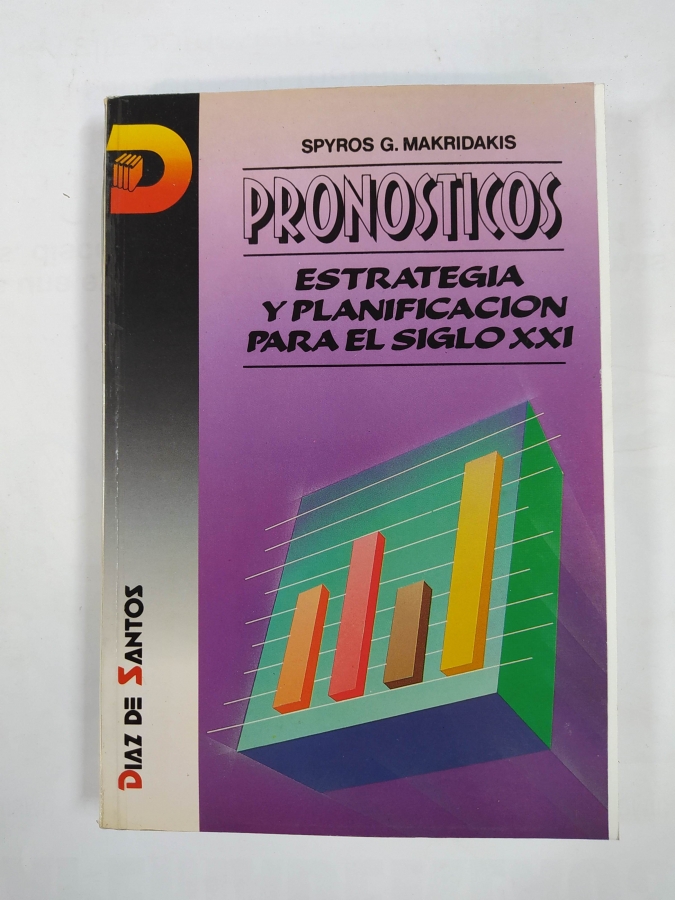 SPYROS G. MAKRIDAKIS
PRONOSTICOS
ESTRATEGIA
Y PLANIFICACION
PARA EL SIGLO XXI
DIAZ DE SANTOS